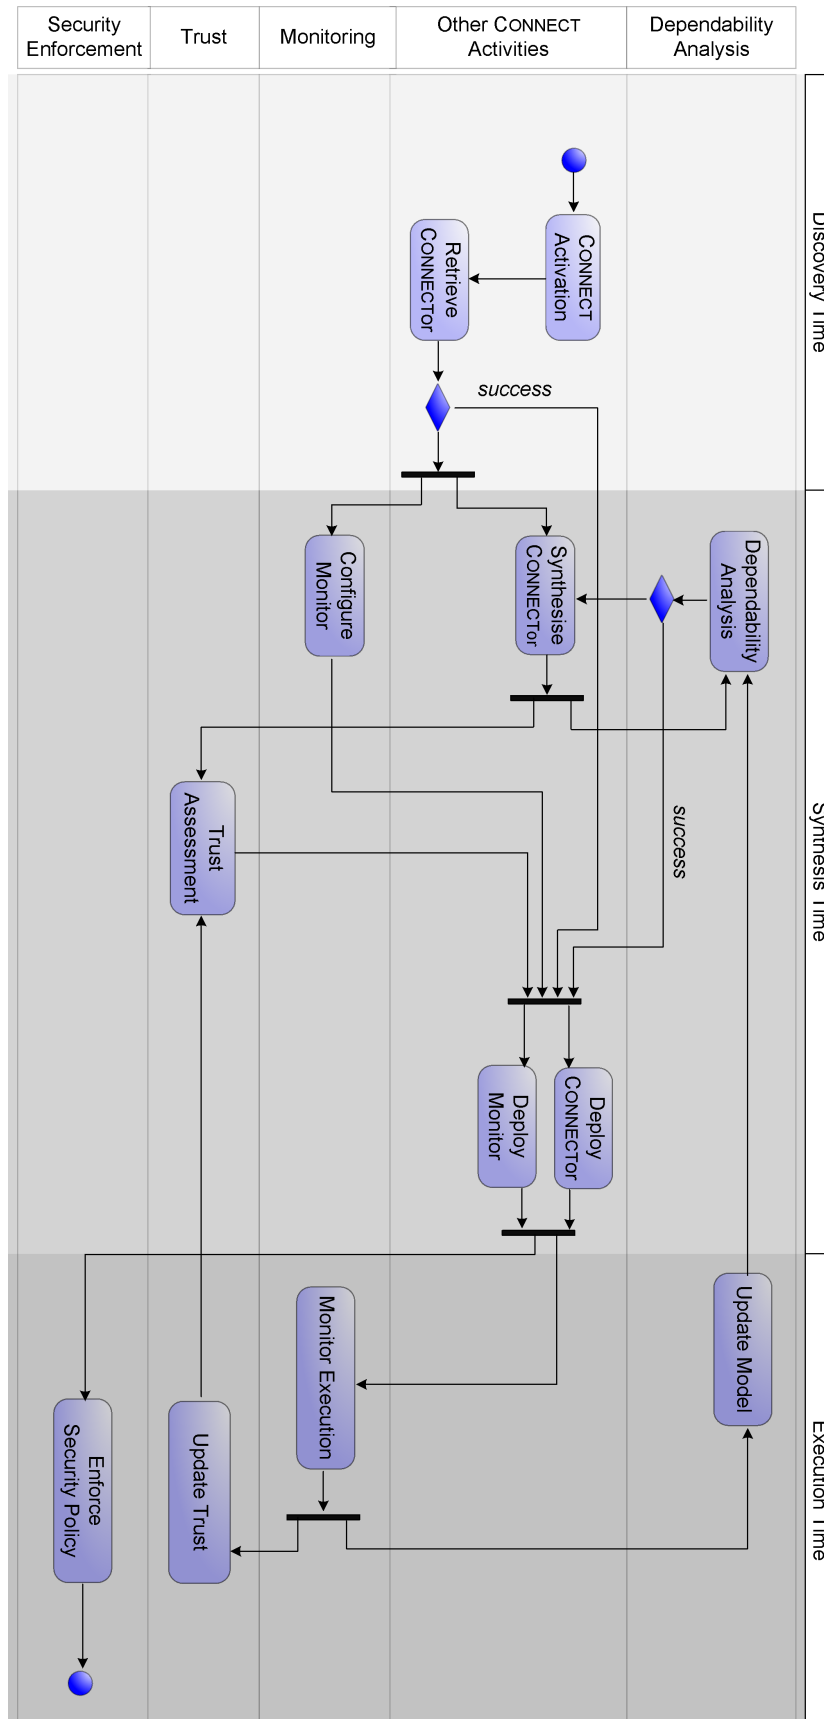 Security
Enforcement
Trust
Monitoring
Other CONNECT
Activities
Dependability
Analysis
Discovery Time
CONNECT
Activation
Retrieve
CONNECTor
success
Synthesis Time
Dependability
Analysis
Synthesise
CONNECTor
Configure
Monitor
success
Trust
Assessment
Deploy
CONNECTor
Deploy
Monitor
Execution Time
Update Model
Monitor Execution
Update Trust
Enforce
Security Policy